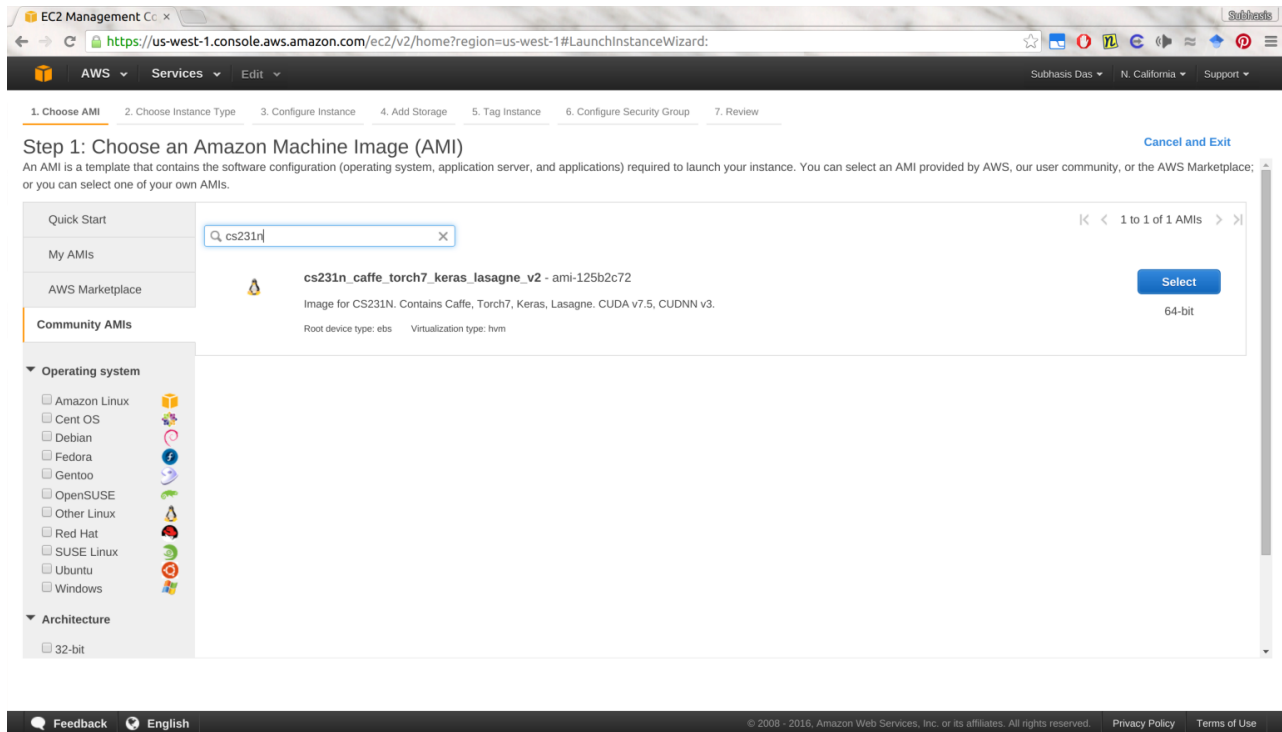 EC2 Management Cc
Subhasis
https://us-west-1.console.aws.amazon.com/ec2/v2/home?region=us-west-1#LaunchInstanceWizard:
AWS Services Edit Subhasis Das N. California Support
1. Choose AMI 2. Choose Instance Type 3. Configure Instance 4. Add Storage 5. Tag Instance 6. Configure Security Group 7. Review
Step 1: Choose an Amazon Machine Image (AMI)
Cancel and Exit
An AMI is a template that contains the software configuration (operating system, application server, and applications) required to launch your instance. You can select an AMI provided by AWS, our user community, or the AWS Marketplace;
or you can select one of your own AMIs.
Quick Start
My AMIs
AWS Marketplace
Community AMIs
cs231n
1 to 1 of 1 AMIs
cs231n_caffe_torch7_keras_lasagne_v2 - ami-125b2c72
Image for CS231N. Contains Caffe, Torch7, Keras, Lasagne. CUDA v7.5, CUDNN v3.
Root device type: ebs Virtualization type: hvm
Select
64-bit
Operating system
Amazon Linux
Cent OS
Debian
Fedora
Gentoo
OpenSUSE
Other Linux
Red Hat
SUSE Linux
Ubuntu
Windows
Architecture
32-bit
Feedback English © 2008 - 2016, Amazon Web Services, Inc. or its affiliates. All rights reserved. Privacy Policy Terms of Use